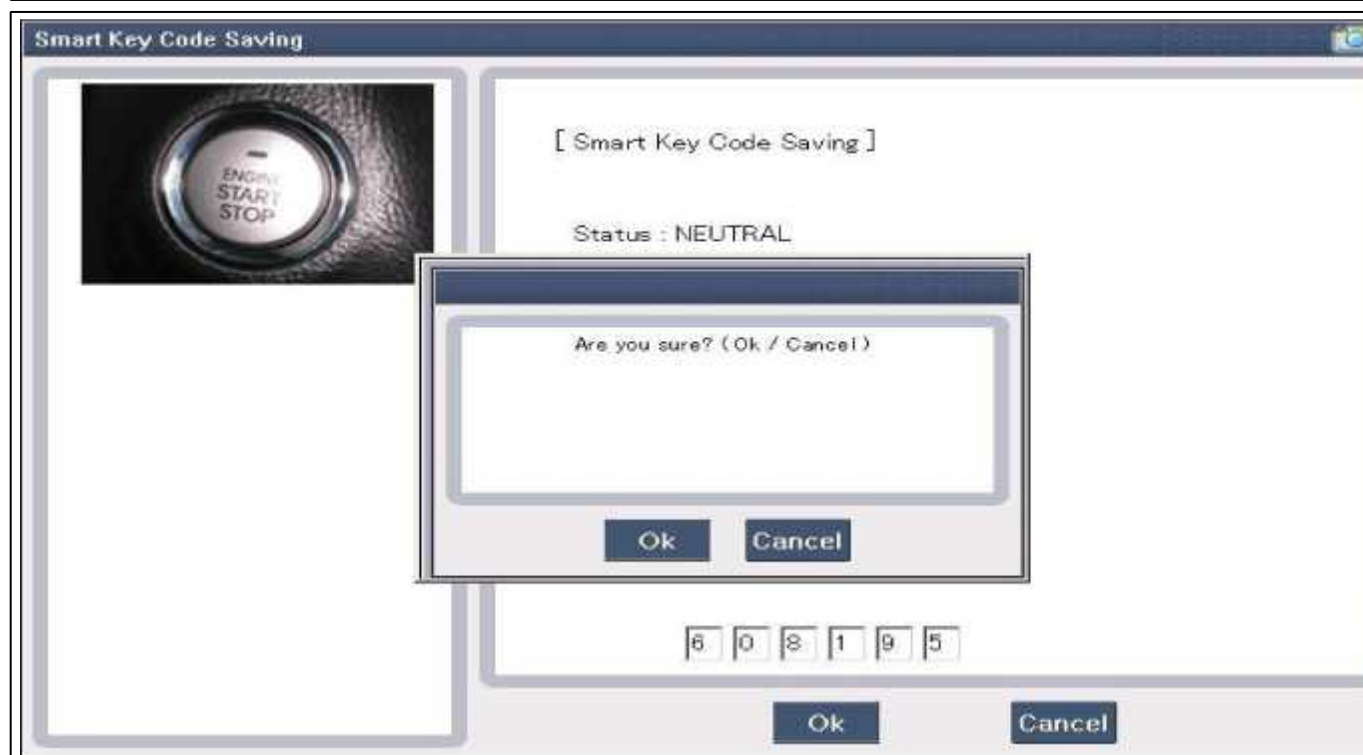 Smart Key Code Saving
ENGINE
START
STOP
[ Smart Key Code Saving ]
Status : NEUTRAL
Are you sure? ( Ok / Cancel )
Ok Cancel
6 0 8 1 9 5
Ok Cancel